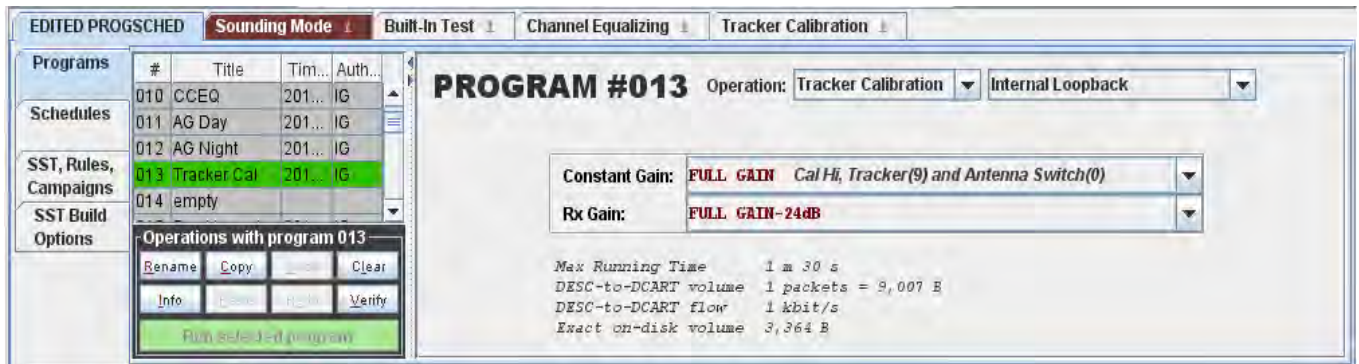 EDITED PROGSCHED Sounding Mode Built-In Test Channel Equalizing Tracker Calibration
Programs
Schedules
SST, Rules,
Campaigns
SST Build
Options
# Title Tim... Auth...
010 CCEQ 201... IG
011 AG Day 201... IG
012 AG Night 201... IG
013 Tracker Cal 201... IG
014 empty
Operations with program 013
Rename Copy Clear
Info Verify
Run selected program
PROGRAM #013 Operation: Tracker Calibration Internal Loopback
Constant Gain: FULL GAIN Cal Hi, Tracker(9) and Antenna Switch(0)
Rx Gain: FULL GAIN-24dB
Max Running Time 1 m 30 s
DESC-to-DCART volume 1 packets = 9,007 B
DESC-to-DCART flow 1 kbit/s
Exact on-disk volume 3,364 B